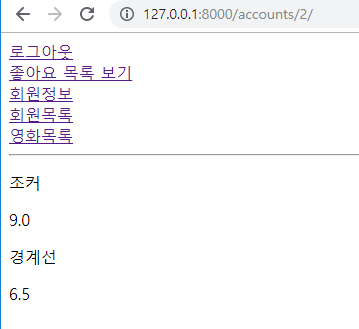 127.0.0.1:8000/accounts/2/
로그아웃
좋아요 목록 보기
회원정보
회원목록
영화목록
조커
9.0
경계선
6.5